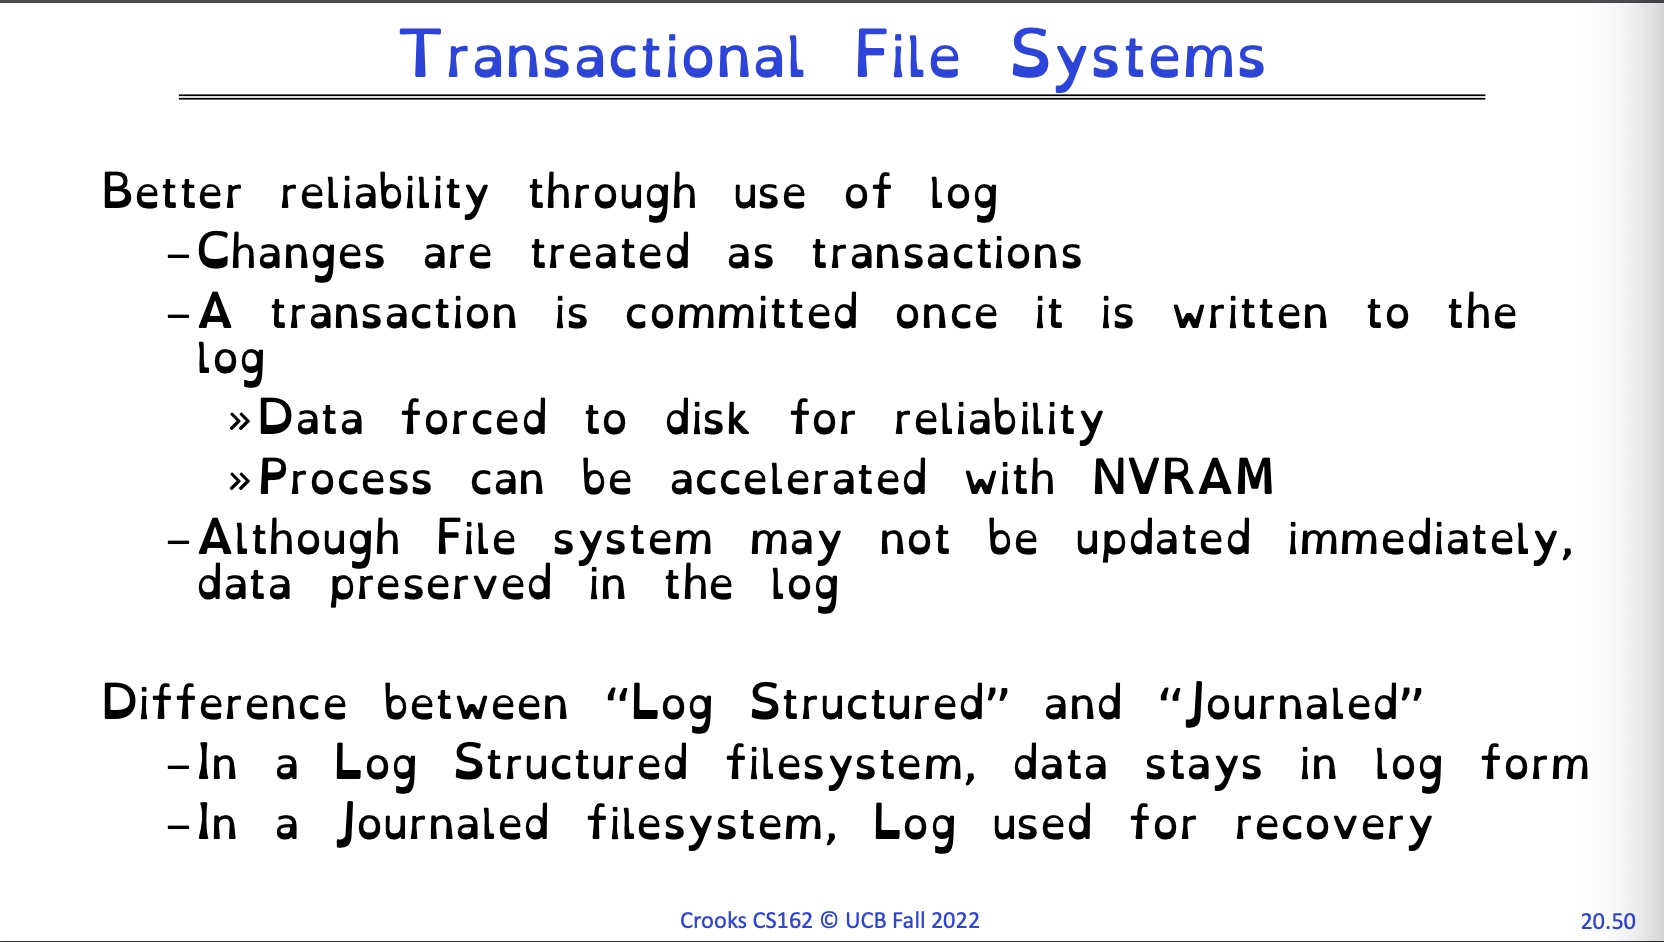 Transactional File Systems
Better reliability through use of log
–Changes are treated as transactions
–A transaction is committed once it is written to the
log
»Data forced to disk for reliability
»Process can be accelerated with NVRAM
–Although File system may not be updated immediately,
data preserved in the log
Difference between “Log Structured” and “Journaled”
–In a Log Structured filesystem, data stays in log form
–In a Journaled filesystem, Log used for recovery
Crooks CS162 © UCB Fall 2022
20.50